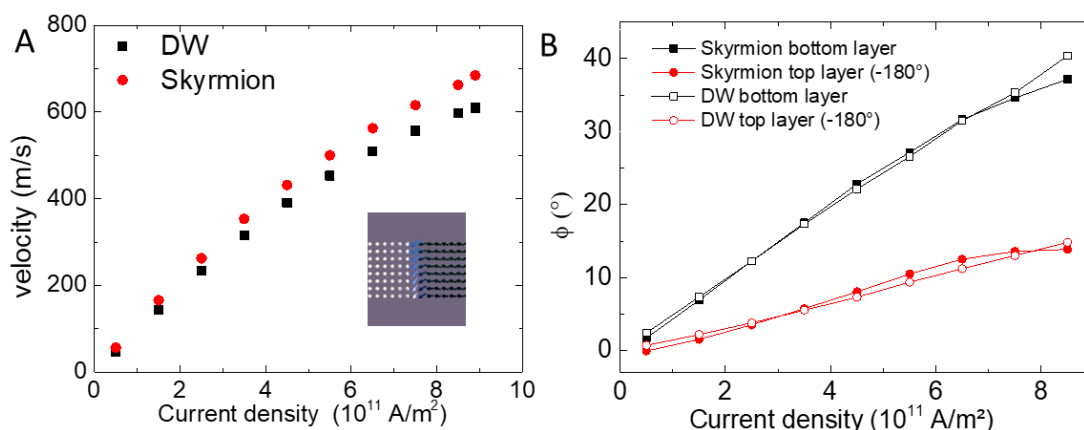 A
DW
Skyrmion
velocity (m/s)
800
600
400
200
0
0 2 4 6 8 10
Current density (10¹¹ A/m²)
B
Skyrmion bottom layer
Skyrmion top layer (-180°)
DW bottom layer
DW top layer (-180°)
ϕ (°)
40
30
20
10
0
0 2 4 6 8
Current density (10¹¹ A/m²)